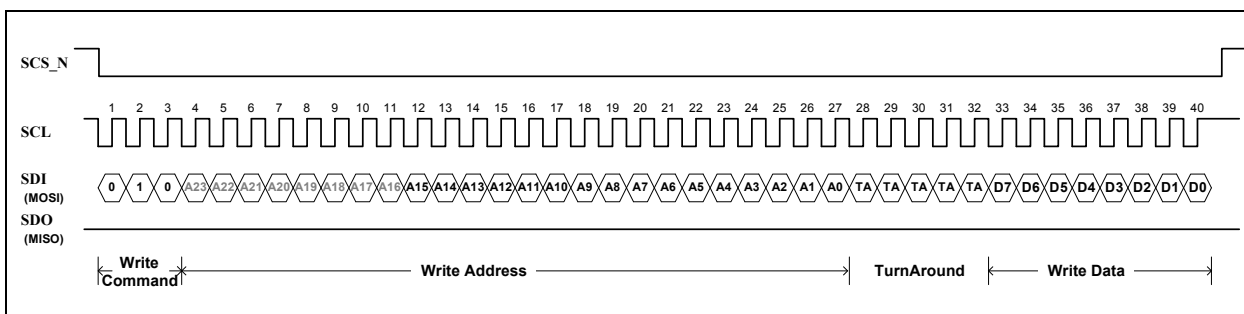 SCS_N
1 2 3 4 5 6 7 8 9 10 11 12 13 14 15 16 17 18 19 20 21 22 23 24 25 26 27 28 29 30 31 32 33 34 35 36 37 38 39 40
SCL
SDI 0 1 0 A23 A22 A21 A20 A19 A18 A17 A16 A15 A14 A13 A12 A11 A10 A9 A8 A7 A6 A5 A4 A3 A2 A1 A0 TA TA TA TA TA D7 D6 D5 D4 D3 D2 D1 D0
(MOSI)
SDO
(MISO)
Write Command Write Address TurnAround Write Data